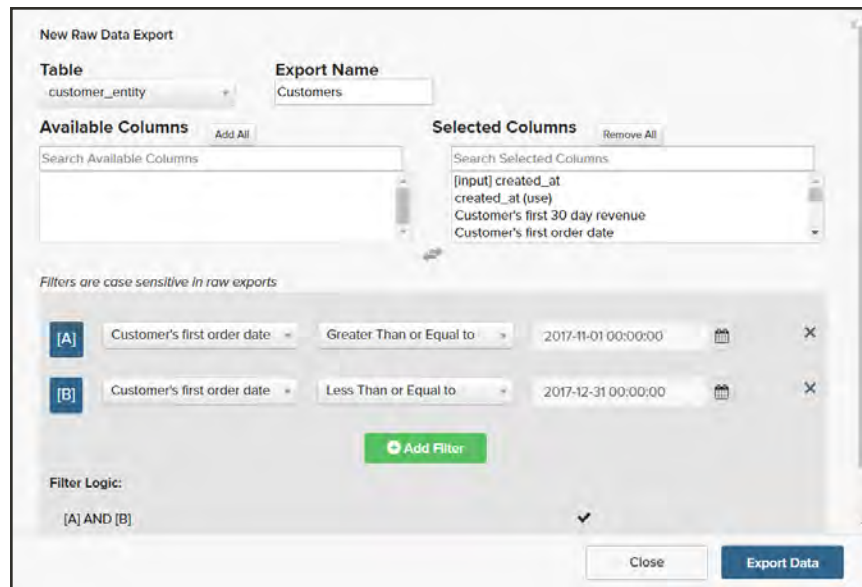 New Raw Data Export
Table
Export Name
customer_entity
Customers
Available Columns
Add All
Selected Columns
Remove All
Search Available Columns
Search Selected Columns
[input] created_at
created_at (use)
Customer's first 30 day revenue
Customer's first order date
Filters are case sensitive in raw exports
[A] Customer's first order date Greater Than or Equal to 2017-11-01 00:00:00
[B] Customer's first order date Less Than or Equal to 2017-12-31 00:00:00
Add Filter
Filter Logic:
[A] AND [B]
Close
Export Data